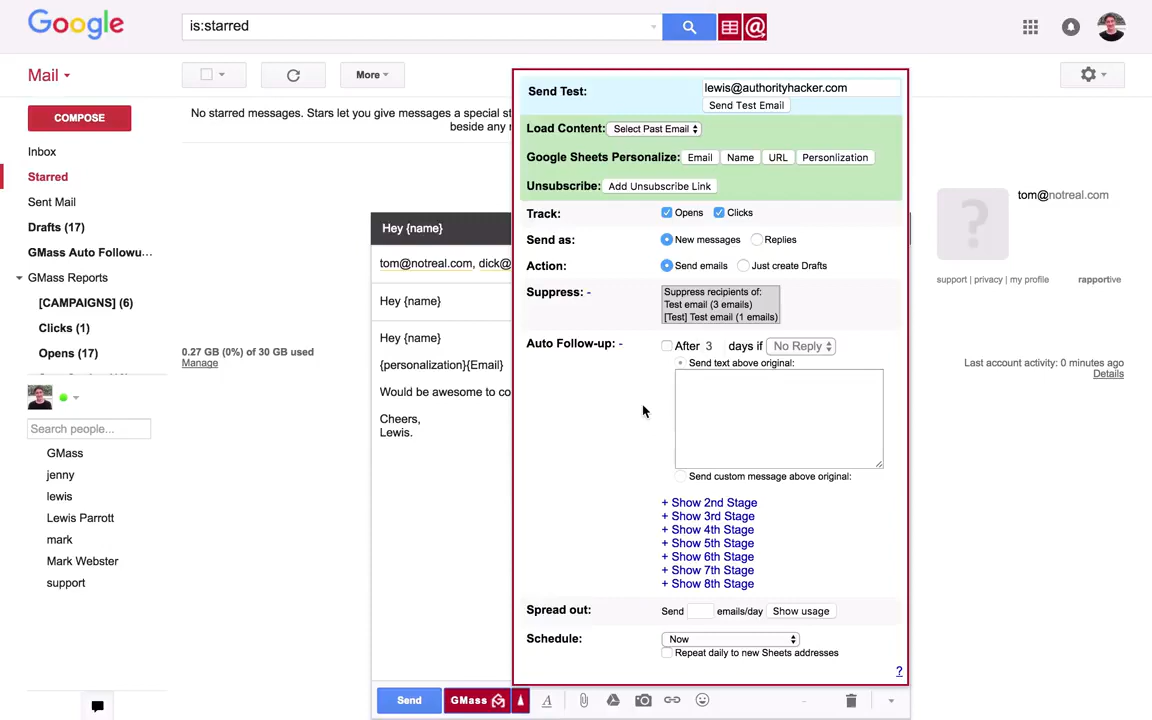 Google
is:starred
Mail
More
COMPOSE
No starred messages. Stars let you give messages a special st
beside any
Inbox
Starred
Sent Mail
Drafts (17)
GMass Auto Followu...
GMass Reports
[CAMPAIGNS] (6)
Clicks (1)
Opens (17)
0.27 GB (0%) of 30 GB used
Manage
Search people...
GMass
jenny
lewis
Lewis Parrott
mark
Mark Webster
support
Hey {name}
tom@notreal.com, dick@
Hey {name}
Hey {name}
{personalization}{Email}
Would be awesome to co
Cheers,
Lewis.
Send
GMass
Send Test: lewis@authorityhacker.com
Send Test Email
Load Content: Select Past Email
Google Sheets Personalize: Email Name URL Personlization
Unsubscribe: Add Unsubscribe Link
Track: Opens Clicks
Send as: New messages Replies
Action: Send emails Just create Drafts
Suppress: - Suppress recipients of:
Test email (3 emails)
[Test] Test email (1 emails)
Auto Follow-up: - After 3 days if No Reply
Send text above original:
Send custom message above original:
+ Show 2nd Stage
+ Show 3rd Stage
+ Show 4th Stage
+ Show 5th Stage
+ Show 6th Stage
+ Show 7th Stage
+ Show 8th Stage
Spread out: Send emails/day Show usage
Schedule: Now
Repeat daily to new Sheets addresses
?
tom@notreal.com
support | privacy | my profile rapportive
Last account activity: 0 minutes ago
Details